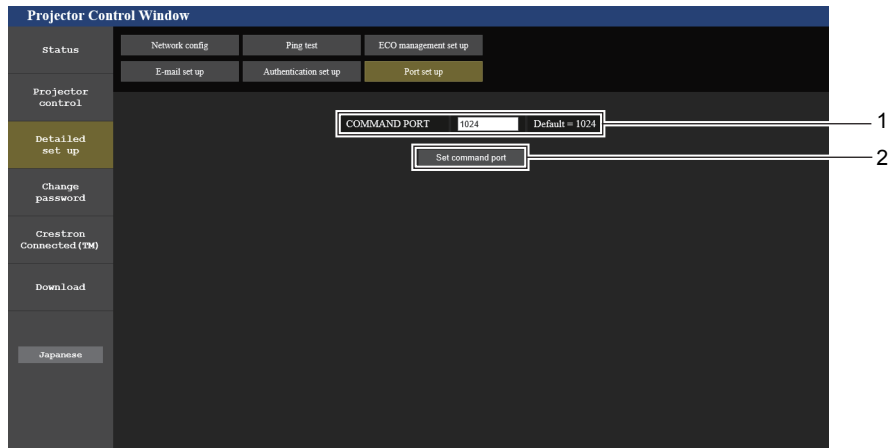 Projector Control Window
Status
Network config
Ping test
ECO management set up
E-mail set up
Authentication set up
Port set up
Projector
control
COMMAND PORT 1024 Default = 1024
1
Detailed
set up
Set command port
2
Change
password
Crestron
Connected(TM)
Download
Japanese